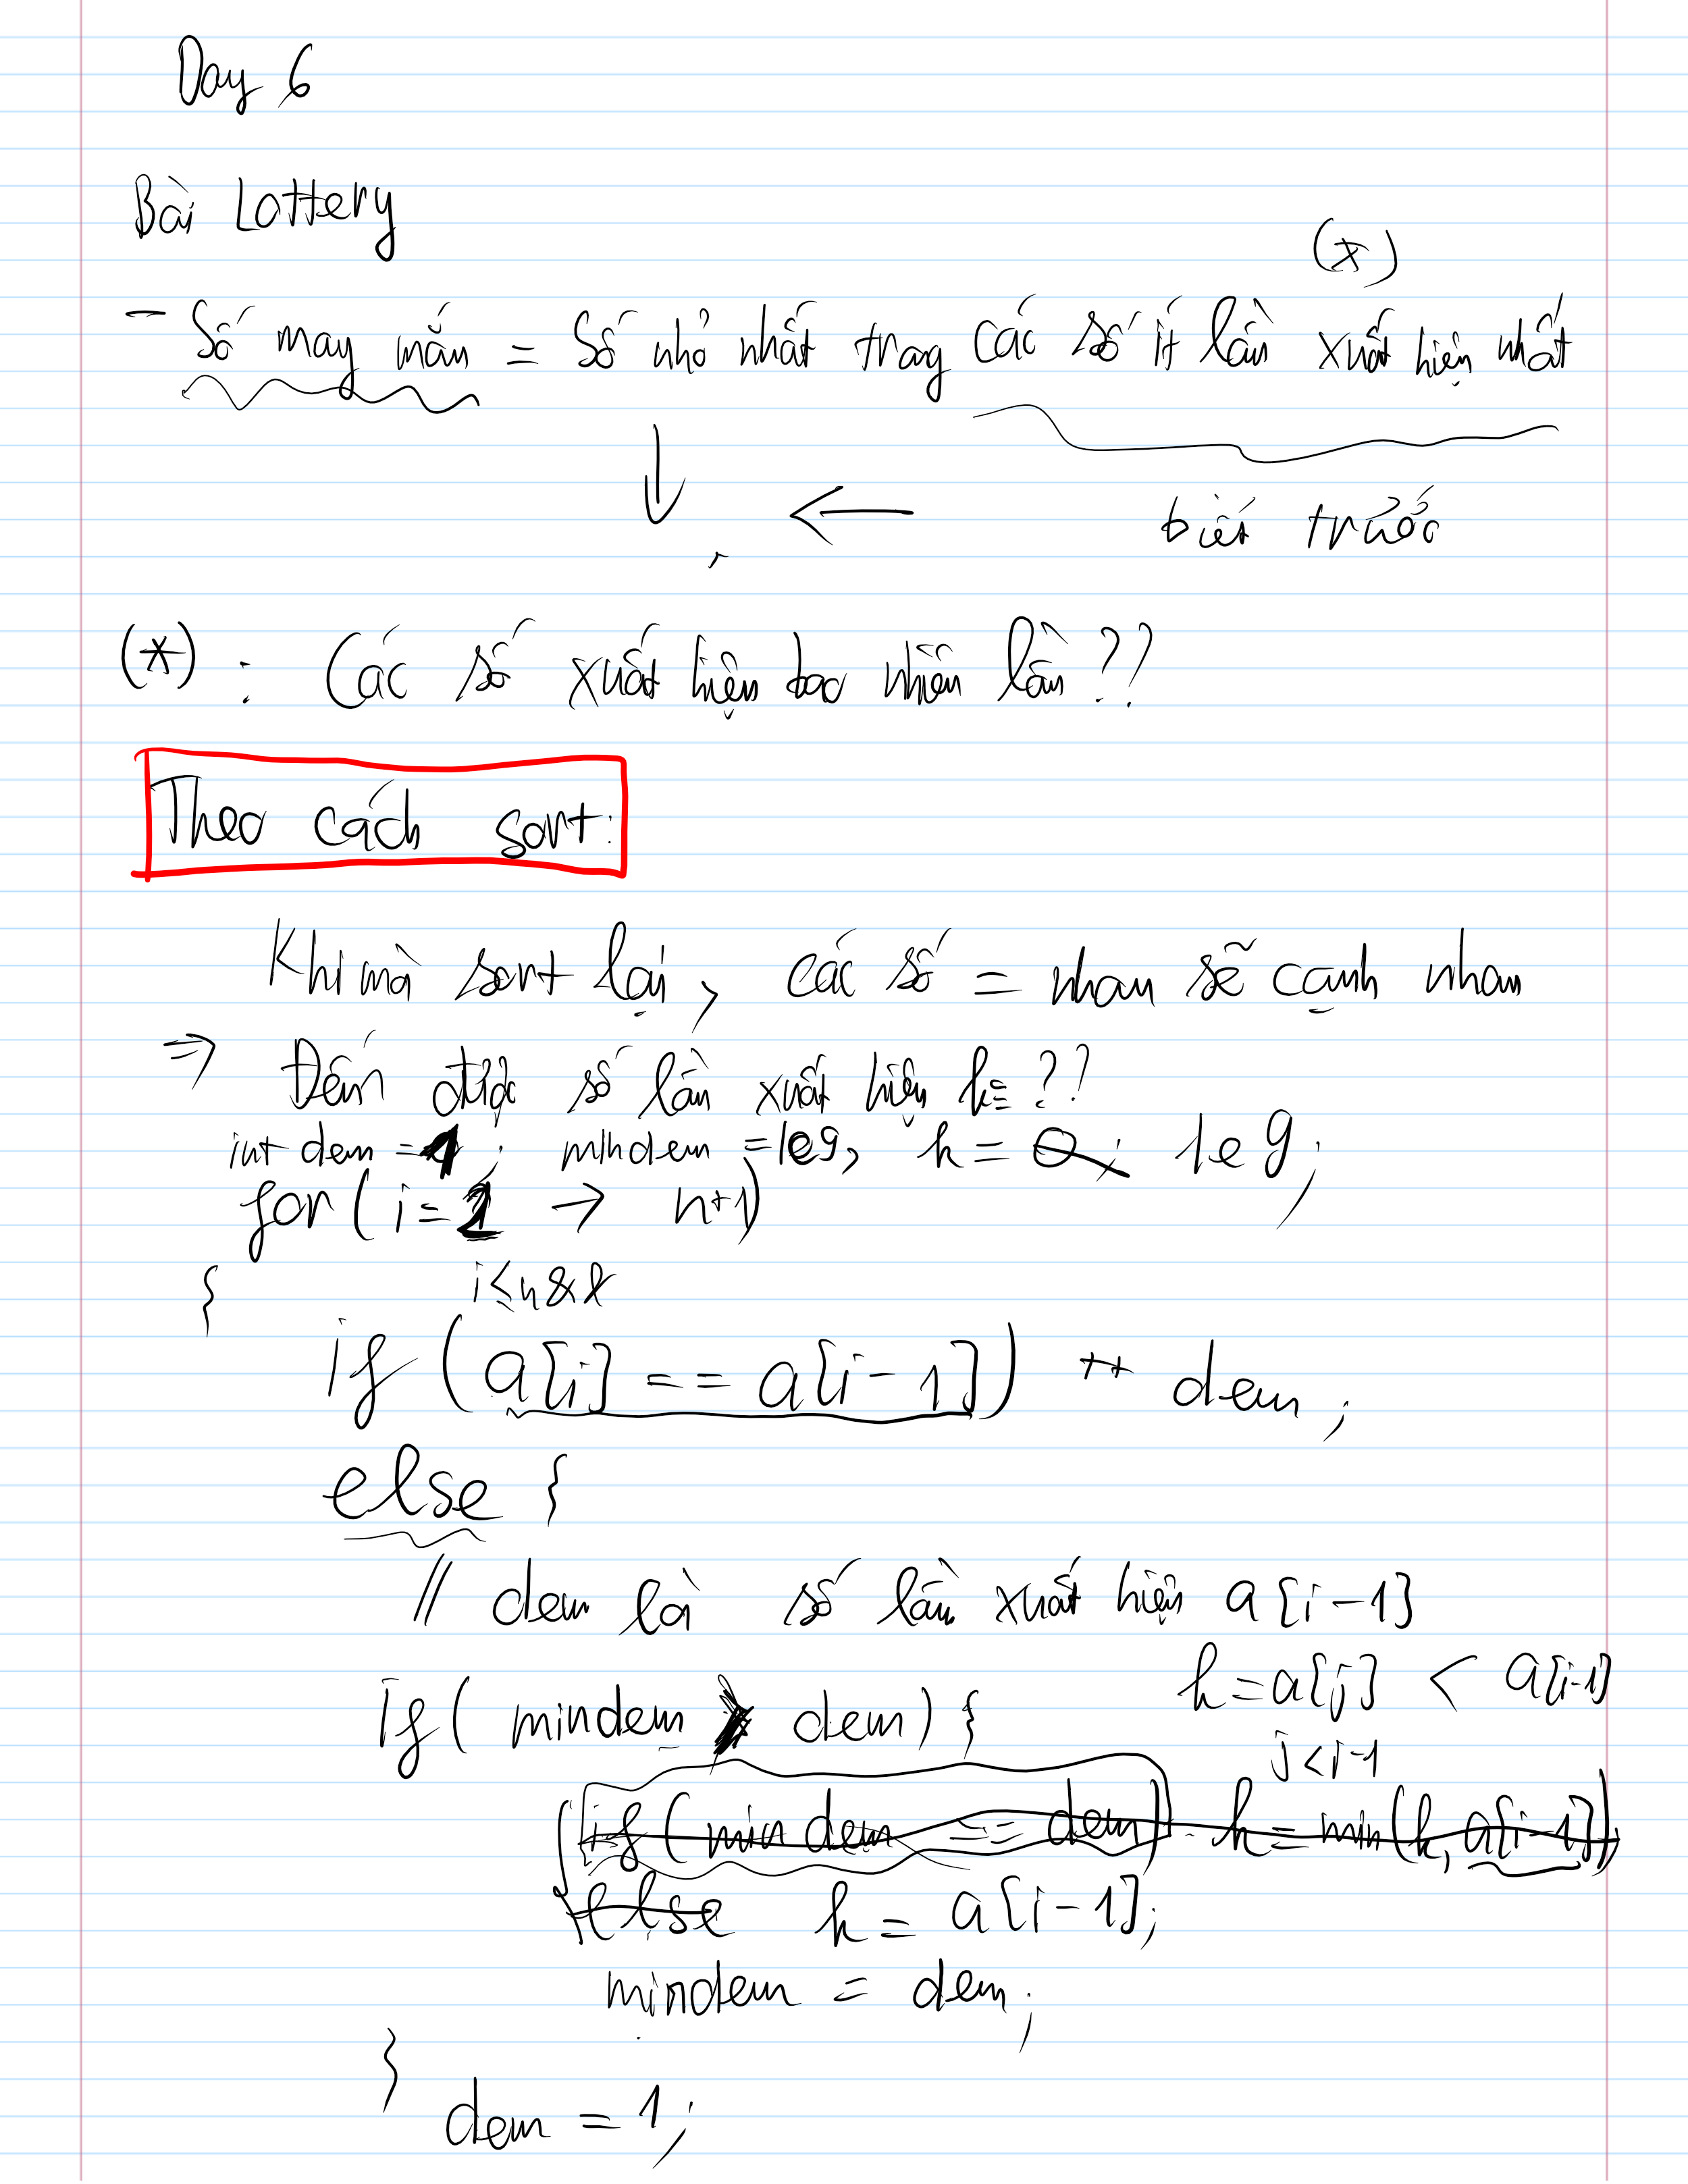 Day 6
Bài Lottery
(*)
- Số may mắn = Số nhỏ nhất trong các số ít lần xuất hiện nhất
biết trước
(*) : Các số xuất hiện bao nhiêu lần??
Theo cách sort:
Khi mà sort lại, các số = nhau sẽ cạnh nhau
=> Đếm được số lần xuất hiện k=??
int dem = 1; mindem = 1e9, k = 0; 1e9;
for(i=2 → n+1)
{
i≤n&&
if (a[i] == a[i-1]) ++ dem;
else {
// dem là số lần xuất hiện a[i-1]
k=a[j] < a[i-1]
if( mindem > dem) {
j<i-1
if (min dem == dem) k = min(k, a[i-1]);
else k = a[i-1];
mindem = dem;
}
dem = 1;